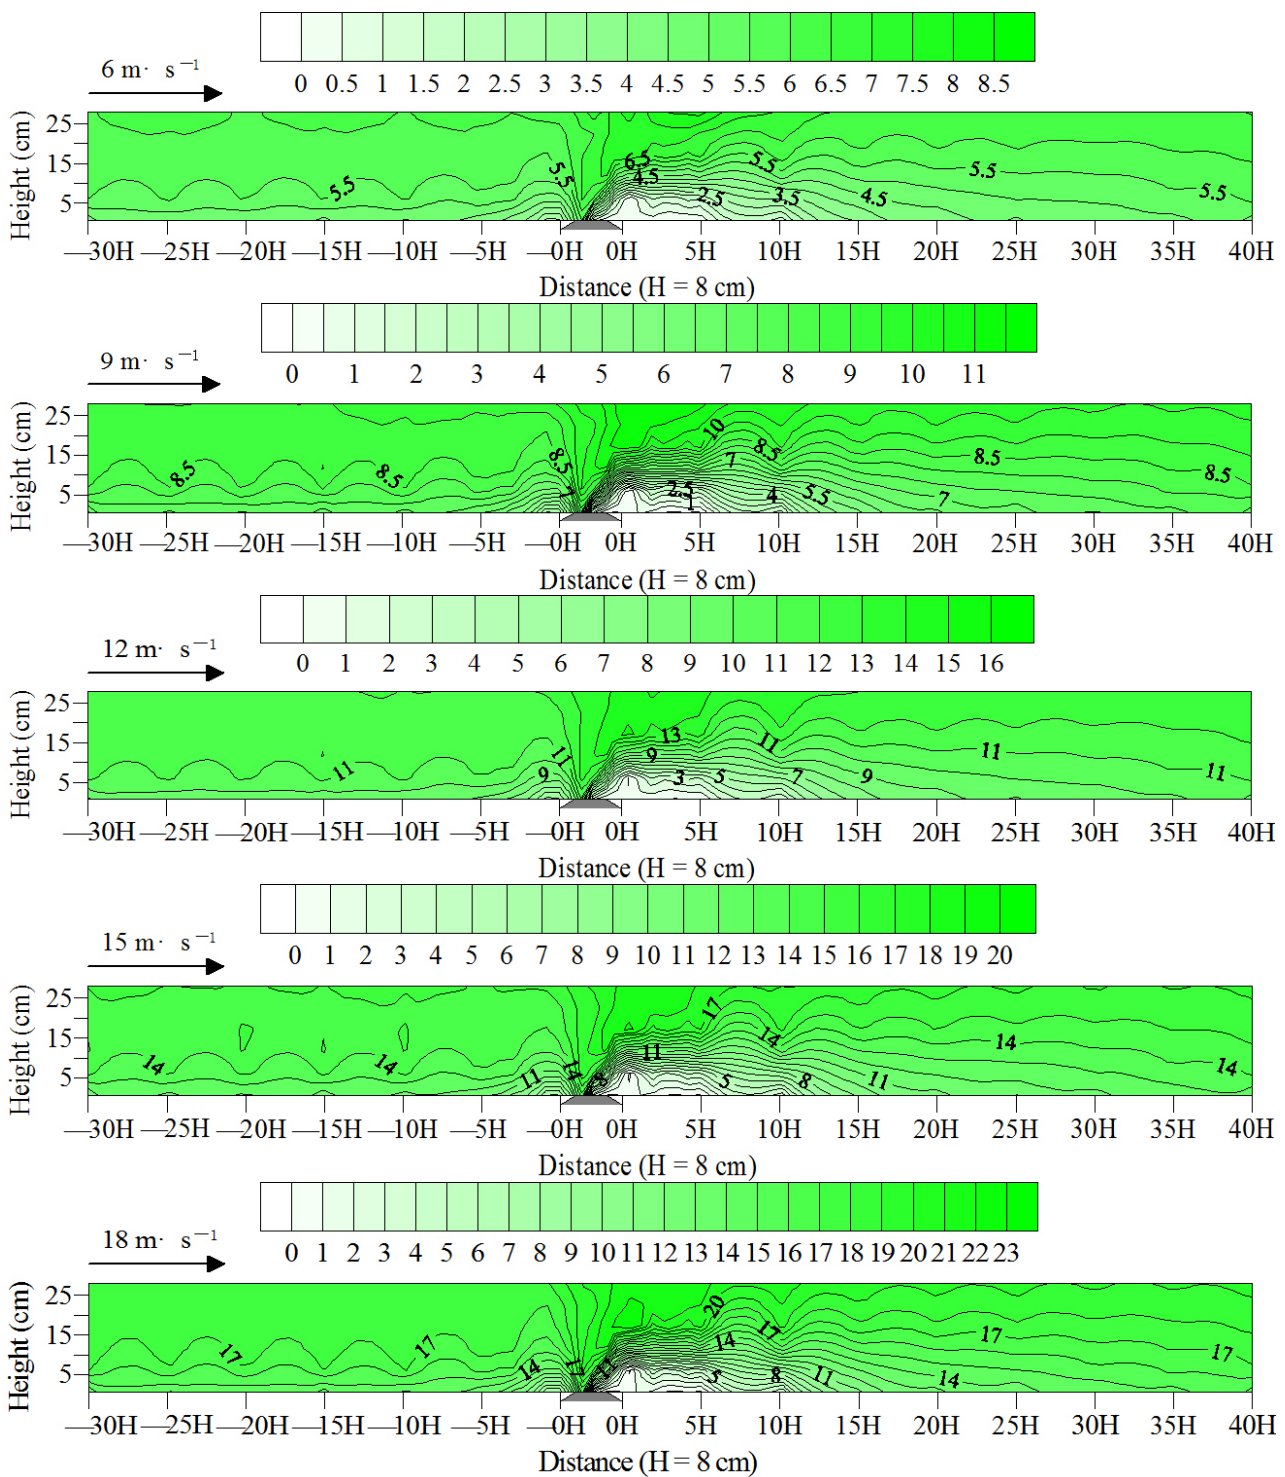 6 m· s−1
0 0.5 1 1.5 2 2.5 3 3.5 4 4.5 5 5.5 6 6.5 7 7.5 8 8.5
Height (cm)
25
15
5
5.5 5.5 6.5 4.5 2.5 5.5 3.5 4.5 5.5 5.5
—30H —25H —20H —15H —10H —5H —0H 0H 5H 10H 15H 20H 25H 30H 35H 40H
Distance (H = 8 cm)
9 m· s−1
0 1 2 3 4 5 6 7 8 9 10 11
Height (cm)
25
15
5
8.5 8.5 8.5 7 2.5 1 10 7 8.5 4 5.5 7 8.5 8.5
—30H —25H —20H —15H —10H —5H —0H 0H 5H 10H 15H 20H 25H 30H 35H 40H
Distance (H = 8 cm)
12 m· s−1
0 1 2 3 4 5 6 7 8 9 10 11 12 13 14 15 16
Height (cm)
25
15
5
11 9 11 9 13 3 5 11 7 9 11 11
—30H —25H —20H —15H —10H —5H —0H 0H 5H 10H 15H 20H 25H 30H 35H 40H
Distance (H = 8 cm)
15 m· s−1
0 1 2 3 4 5 6 7 8 9 10 11 12 13 14 15 16 17 18 19 20
Height (cm)
25
15
5
14 14 11 14 8 11 17 5 14 8 11 14 14
—30H —25H —20H —15H —10H —5H —0H 0H 5H 10H 15H 20H 25H 30H 35H 40H
Distance (H = 8 cm)
18 m· s−1
0 1 2 3 4 5 6 7 8 9 10 11 12 13 14 15 16 17 18 19 20 21 22 23
Height (cm)
25
15
5
17 17 14 17 11 20 14 5 17 8 11 14 17 17
—30H —25H —20H —15H —10H —5H —0H 0H 5H 10H 15H 20H 25H 30H 35H 40H
Distance (H = 8 cm)